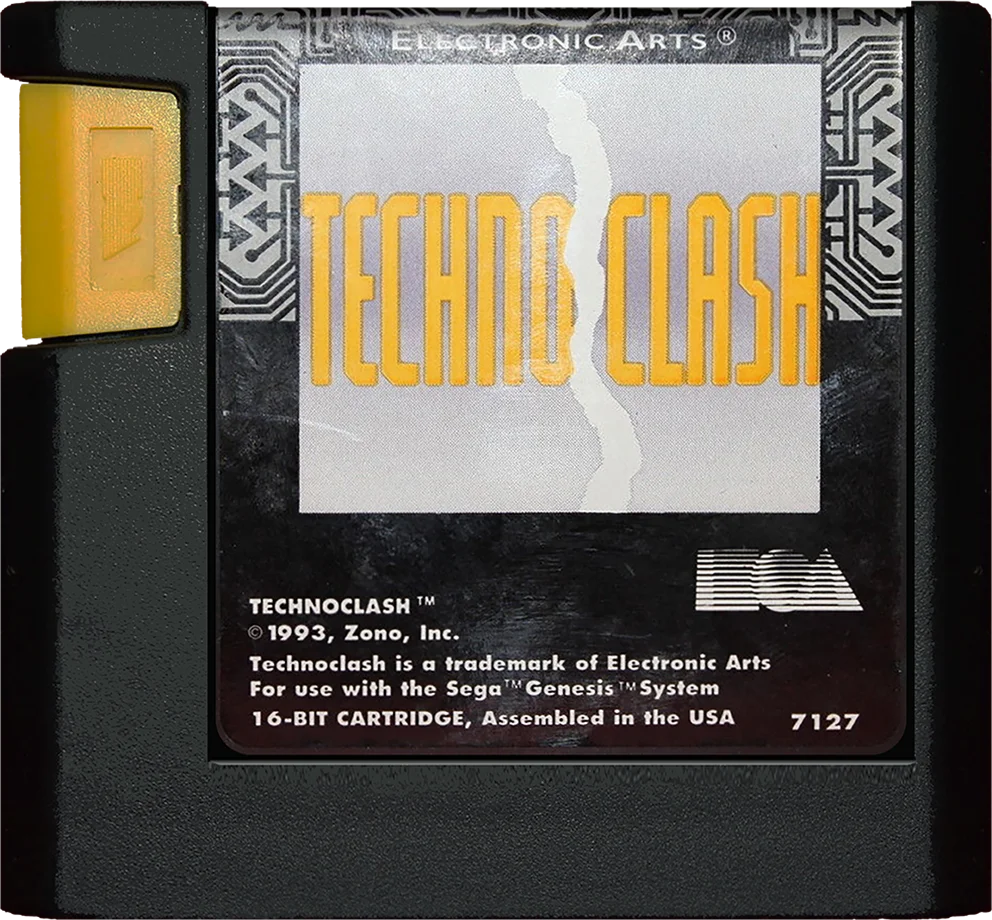 ELECTRONIC ARTS ®
TECHNO CLASH
EA
TECHNOCLASH ™
© 1993, Zono, Inc.
Technoclash is a trademark of Electronic Arts
For use with the Sega™ Genesis™ System
16-BIT CARTRIDGE, Assembled in the USA 7127